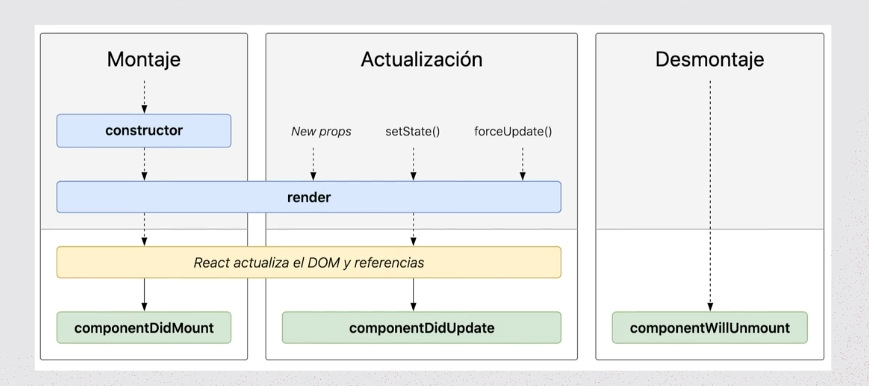 Montaje
Actualización
Desmontaje
constructor
New props
setState()
forceUpdate()
render
React actualiza el DOM y referencias
componentDidMount
componentDidUpdate
componentWillUnmount